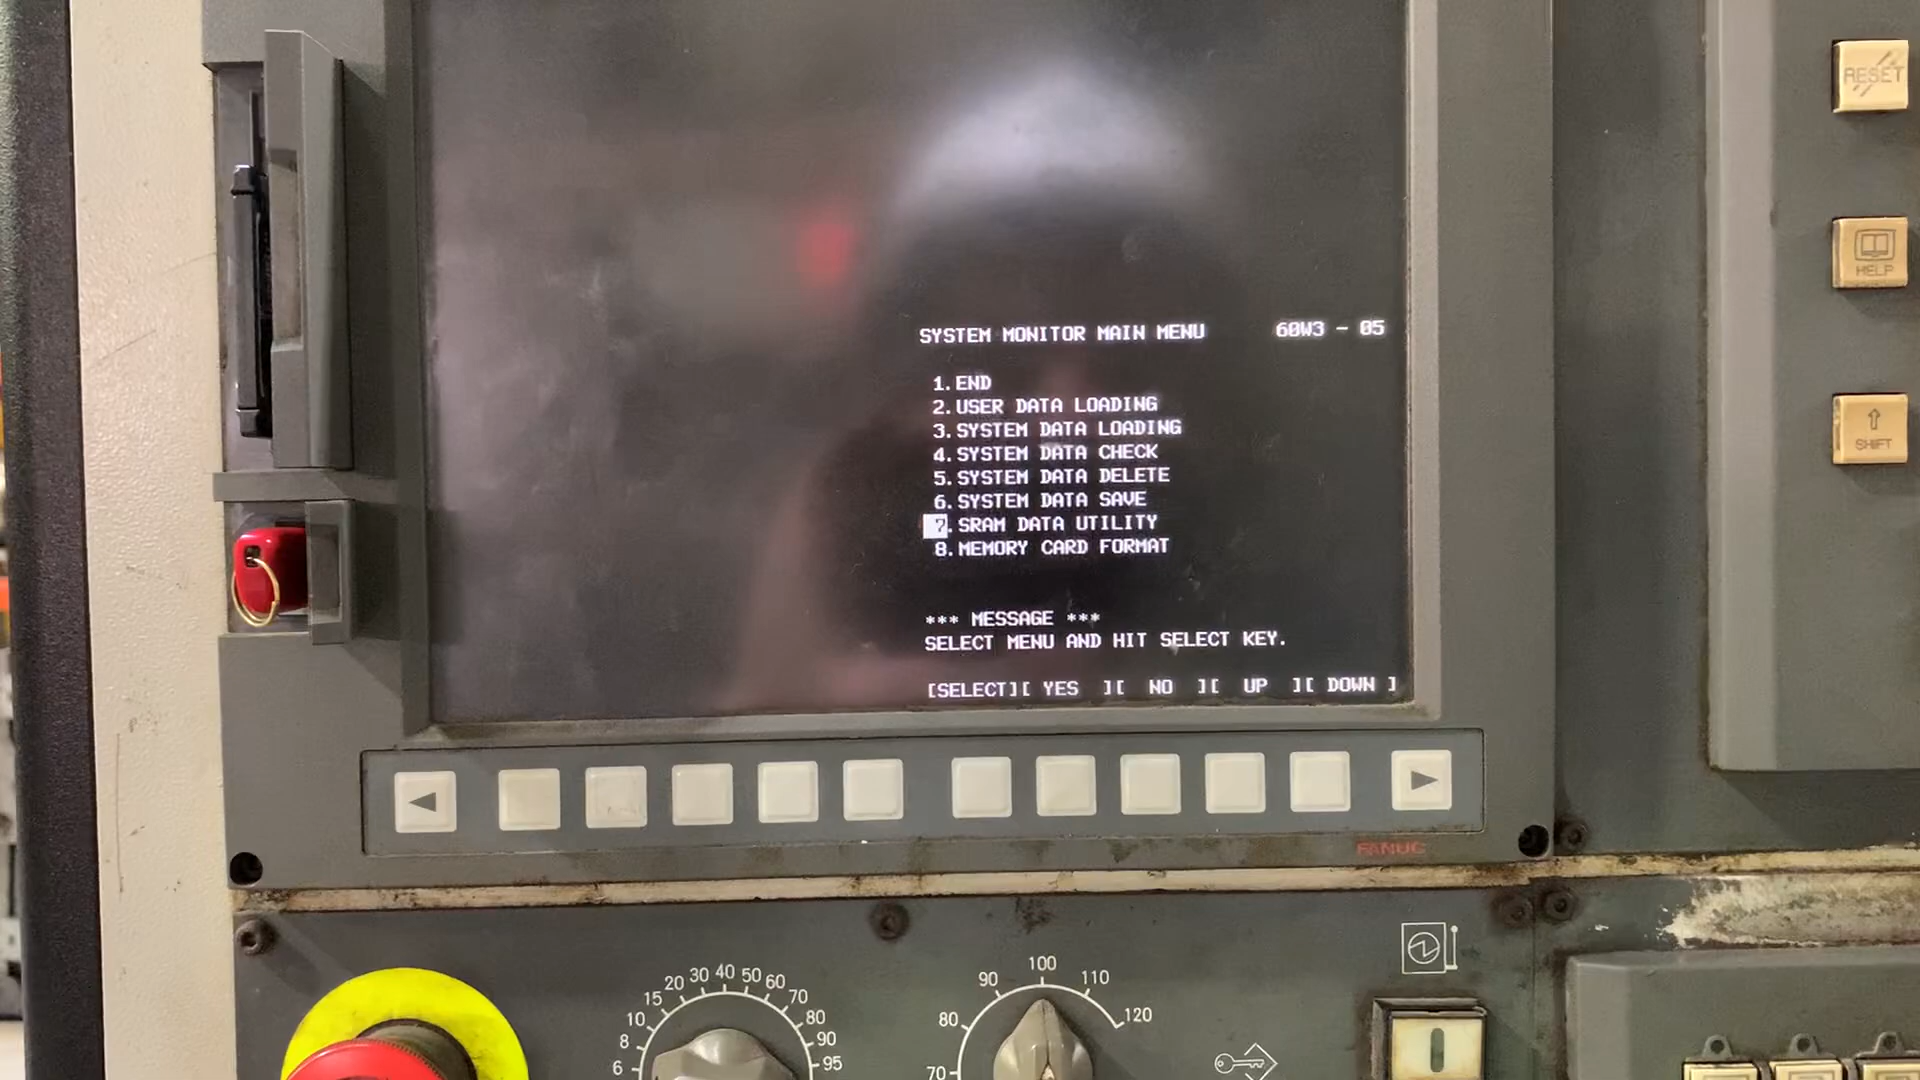 RESET
HELP
SHIFT
SYSTEM MONITOR MAIN MENU 60W3 - 05
1. END
2. USER DATA LOADING
3. SYSTEM DATA LOADING
4. SYSTEM DATA CHECK
5. SYSTEM DATA DELETE
6. SYSTEM DATA SAVE
7. SRAM DATA UTILITY
8. MEMORY CARD FORMAT
*** MESSAGE ***
SELECT MENU AND HIT SELECT KEY.
[SELECT][ YES ][ NO ][ UP ][ DOWN ]
FANUC
6 8 10 15 20 30 40 50 60 70 80 90 95
70 80 90 100 110 120